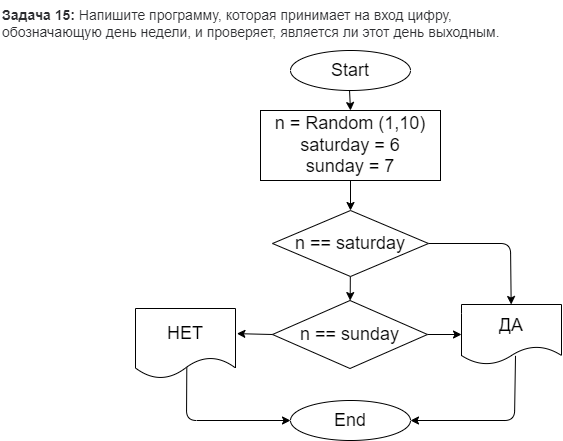 Задача 15: Напишите программу, которая принимает на вход цифру,
обозначающую день недели, и проверяет, является ли этот день выходным.
Start
n = Random (1,10)
saturday = 6
sunday = 7
n == saturday
НЕТ
n == sunday
ДА
End